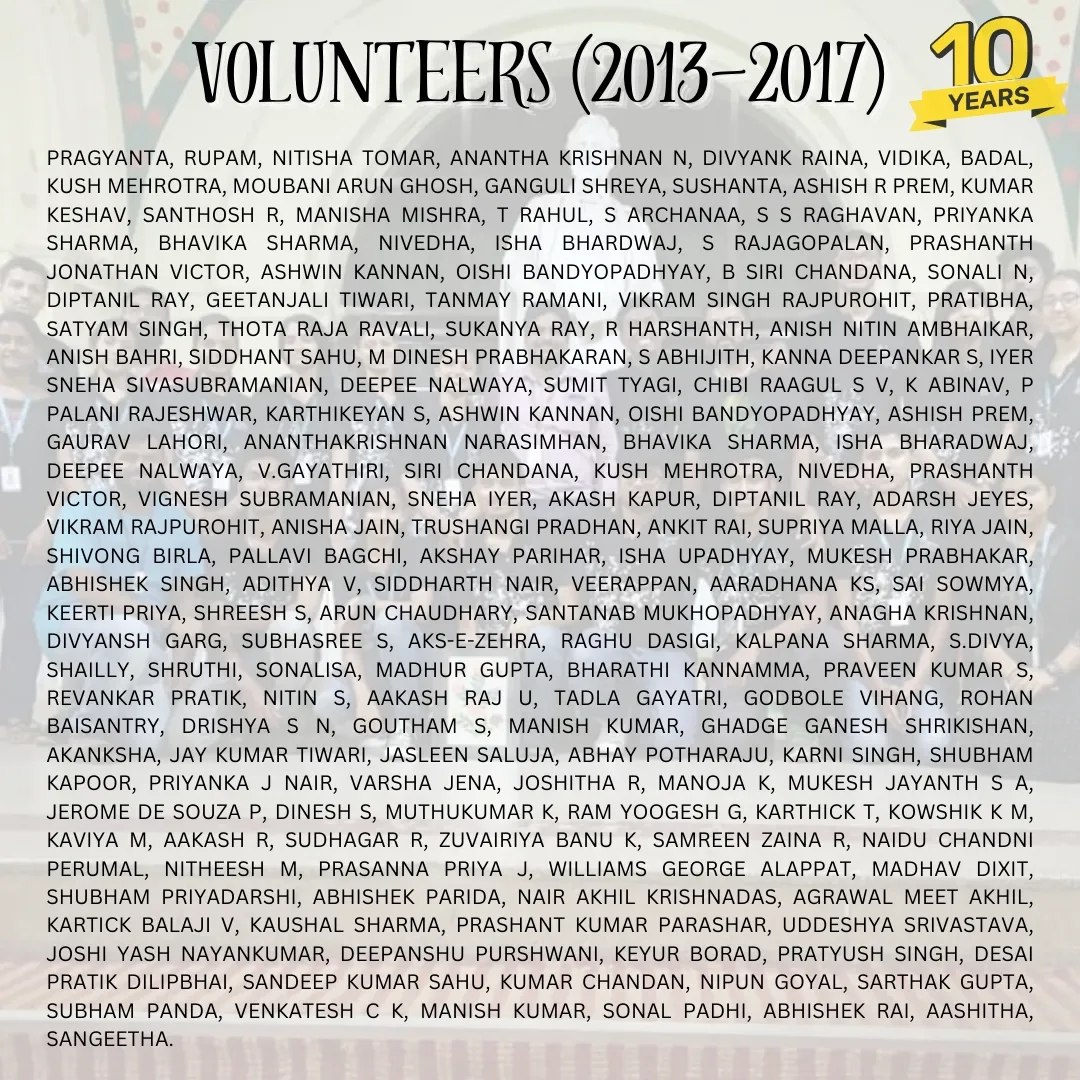 VOLUNTEERS (2013-2017)
10
YEARS
PRAGYANTA, RUPAM, NITISHA TOMAR, ANANTHA KRISHNAN N, DIVYANK RAINA, VIDIKA, BADAL,
KUSH MEHROTRA, MOUBANI ARUN GHOSH, GANGULI SHREYA, SUSHANTA, ASHISH R PREM, KUMAR
KESHAV, SANTHOSH R, MANISHA MISHRA, T RAHUL, S ARCHANAA, S S RAGHAVAN, PRIYANKA
SHARMA, BHAVIKA SHARMA, NIVEDHA, ISHA BHARDWAJ, S RAJAGOPALAN, PRASHANTH
JONATHAN VICTOR, ASHWIN KANNAN, OISHI BANDYOPADHYAY, B SIRI CHANDANA, SONALI N,
DIPTANIL RAY, GEETANJALI TIWARI, TANMAY RAMANI, VIKRAM SINGH RAJPUROHIT, PRATIBHA,
SATYAM SINGH, THOTA RAJA RAVALI, SUKANYA RAY, R HARSHANTH, ANISH NITIN AMBHAIKAR,
ANISH BAHRI, SIDDHANT SAHU, M DINESH PRABHAKARAN, S ABHIJITH, KANNA DEEPANKAR S, IYER
SNEHA SIVASUBRAMANIAN, DEEPEE NALWAYA, SUMIT TYAGI, CHIBI RAAGUL S V, K ABINAV, P
PALANI RAJESHWAR, KARTHIKEYAN S, ASHWIN KANNAN, OISHI BANDYOPADHYAY, ASHISH PREM,
GAURAV LAHORI, ANANTHAKRISHNAN NARASIMHAN, BHAVIKA SHARMA, ISHA BHARADWAJ,
DEEPEE NALWAYA, V.GAYATHIRI, SIRI CHANDANA, KUSH MEHROTRA, NIVEDHA, PRASHANTH
VICTOR, VIGNESH SUBRAMANIAN, SNEHA IYER, AKASH KAPUR, DIPTANIL RAY, ADARSH JEYES,
VIKRAM RAJPUROHIT, ANISHA JAIN, TRUSHANGI PRADHAN, ANKIT RAI, SUPRIYA MALLA, RIYA JAIN,
SHIVONG BIRLA, PALLAVI BAGCHI, AKSHAY PARIHAR, ISHA UPADHYAY, MUKESH PRABHAKAR,
ABHISHEK SINGH, ADITHYA V, SIDDHARTH NAIR, VEERAPPAN, AARADHANA KS, SAI SOWMYA,
KEERTI PRIYA, SHREESH S, ARUN CHAUDHARY, SANTANAB MUKHOPADHYAY, ANAGHA KRISHNAN,
DIVYANSH GARG, SUBHASREE S, AKS-E-ZEHRA, RAGHU DASIGI, KALPANA SHARMA, S.DIVYA,
SHAILLY, SHRUTHI, SONALISA, MADHUR GUPTA, BHARATHI KANNAMMA, PRAVEEN KUMAR S,
REVANKAR PRATIK, NITIN S, AAKASH RAJ U, TADLA GAYATRI, GODBOLE VIHANG, ROHAN
BAISANTRY, DRISHYA S N, GOUTHAM S, MANISH KUMAR, GHADGE GANESH SHRIKISHAN,
AKANKSHA, JAY KUMAR TIWARI, JASLEEN SALUJA, ABHAY POTHARAJU, KARNI SINGH, SHUBHAM
KAPOOR, PRIYANKA J NAIR, VARSHA JENA, JOSHITHA R, MANOJA K, MUKESH JAYANTH S A,
JEROME DE SOUZA P, DINESH S, MUTHUKUMAR K, RAM YOOGESH G, KARTHICK T, KOWSHIK K M,
KAVIYA M, AAKASH R, SUDHAGAR R, ZUVAIRIYA BANU K, SAMREEN ZAINA R, NAIDU CHANDNI
PERUMAL, NITHEESH M, PRASANNA PRIYA J, WILLIAMS GEORGE ALAPPAT, MADHAV DIXIT,
SHUBHAM PRIYADARSHI, ABHISHEK PARIDA, NAIR AKHIL KRISHNADAS, AGRAWAL MEET AKHIL,
KARTICK BALAJI V, KAUSHAL SHARMA, PRASHANT KUMAR PARASHAR, UDDESHYA SRIVASTAVA,
JOSHI YASH NAYANKUMAR, DEEPANSHU PURSHWANI, KEYUR BORAD, PRATYUSH SINGH, DESAI
PRATIK DILIPBHAI, SANDEEP KUMAR SAHU, KUMAR CHANDAN, NIPUN GOYAL, SARTHAK GUPTA,
SUBHAM PANDA, VENKATESH C K, MANISH KUMAR, SONAL PADHI, ABHISHEK RAI, AASHITHA,
SANGEETHA.